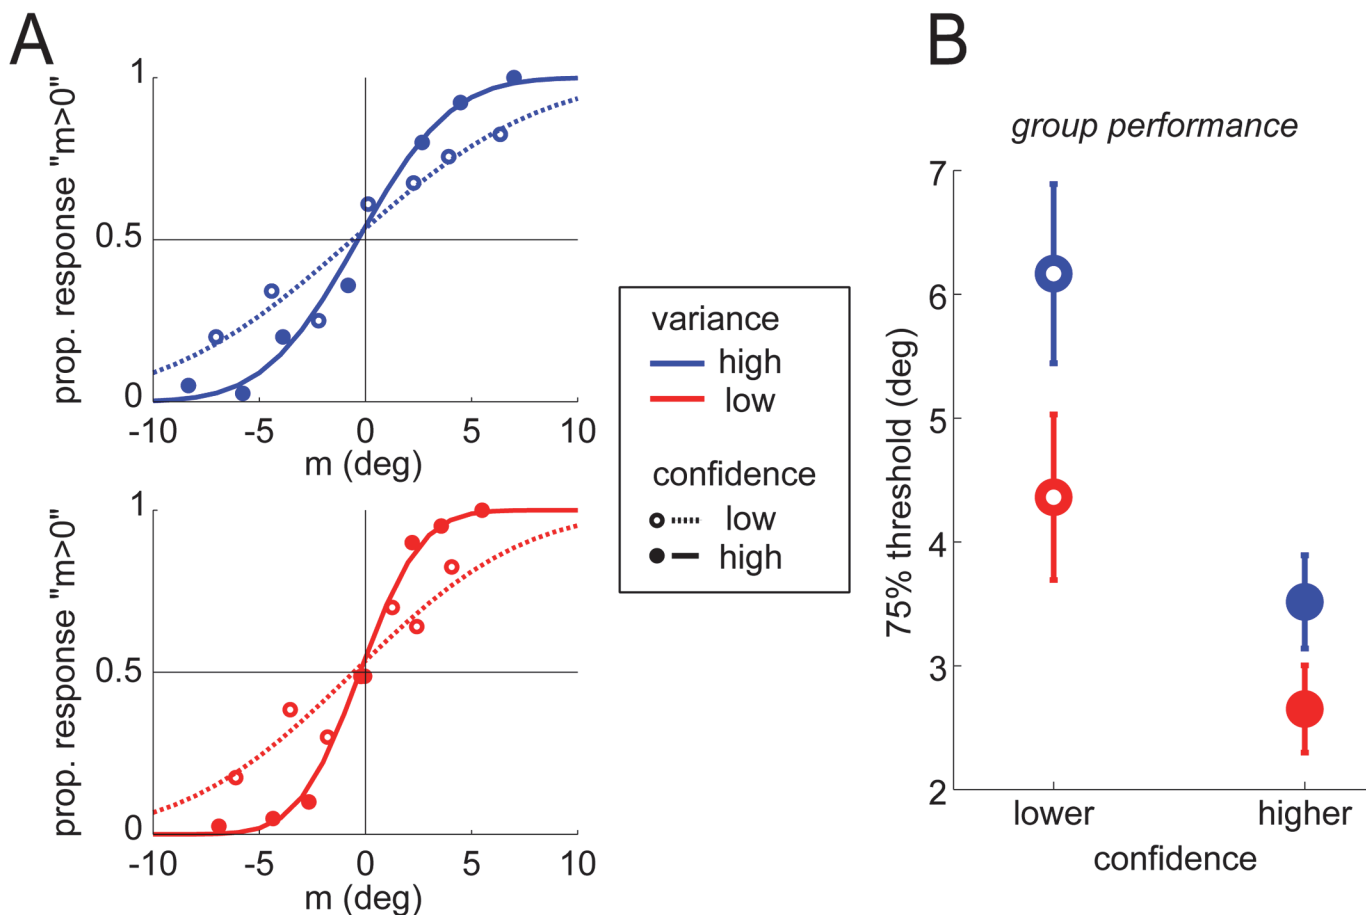 A
prop. response "m>0"
1
0.5
0
-10 -5 0 5 10
m (deg)
prop. response "m>0"
1
0.5
0
-10 -5 0 5 10
m (deg)
variance
high
low
confidence
low
high
B
group performance
75% threshold (deg)
7
6
5
4
3
2
lower higher
confidence